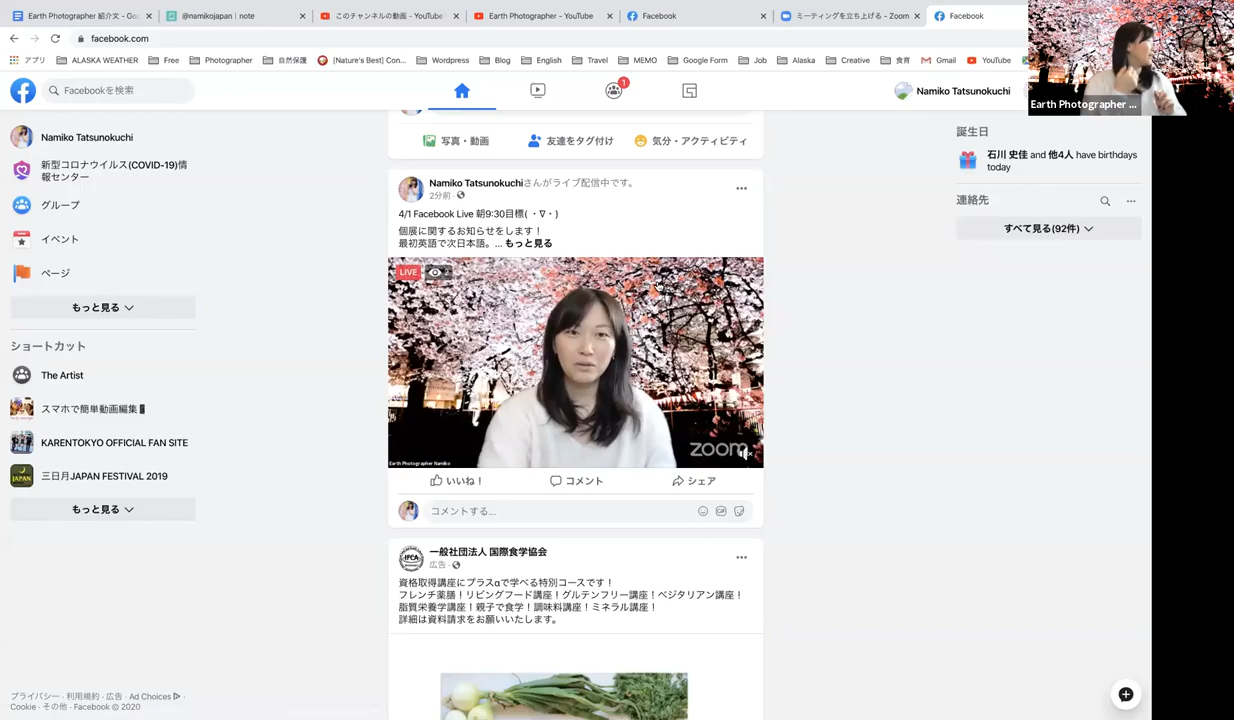 Earth Photographer 紹介文 - Go
@namikojapan｜note
このチャンネルの動画 - YouTube
Earth Photographer - YouTube
Facebook
ミーティングを立ち上げる - Zoom
Facebook
facebook.com
アプリ
ALASKA WEATHER
Free
Photographer
自然保護
[Nature's Best] Con...
Wordpress
Blog
English
Travel
MEMO
Google Form
Job
Alaska
Creative
食育
Gmail
YouTube
Earth Photographer ...
Facebookを検索
1
Namiko Tatsunokuchi
Namiko Tatsunokuchi
新型コロナウイルス(COVID-19)情
報センター
グループ
イベント
ページ
もっと見る
ショートカット
The Artist
スマホで簡単動画編集
KARENTOKYO OFFICIAL FAN SITE
三日月JAPAN FESTIVAL 2019
もっと見る
プライバシー · 利用規約 · 広告 · Ad Choices ·
Cookie · その他 · Facebook © 2020
写真・動画
友達をタグ付け
気分・アクティビティ
Namiko Tatsunokuchiさんがライブ配信中です。
2分前 ·
4/1 Facebook Live 朝9:30目標( ・∇・)
個展に関するお知らせをします！
最初英語で次日本語。... もっと見る
LIVE
zoom
Earth Photographer Namiko
いいね！
コメント
シェア
コメントする...
GIF
IFCA
一般社団法人 国際食学協会
広告 ·
資格取得講座にプラスαで学べる特別コースです！
フレンチ薬膳！リビングフード講座！グルテンフリー講座！ベジタリアン講座！
脂質栄養学講座！親子で食学！調味料講座！ミネラル講座！
詳細は資料請求をお願いいたします。
誕生日
石川 史佳 and 他4人 have birthdays
today
連絡先
すべて見る(92件)